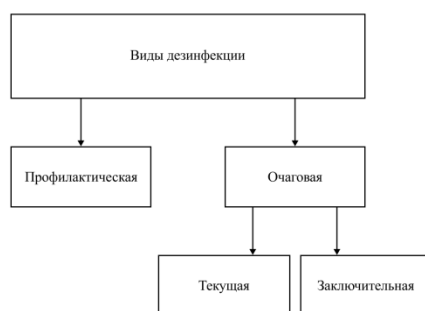 Виды дезинфекции
Профилактическая
Очаговая
Текущая
Заключительная